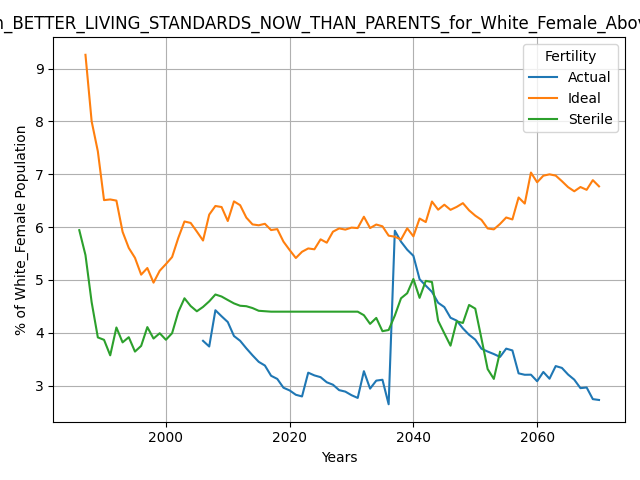 BETTER_LIVING_STANDARDS_NOW_THAN_PARENTS_for_White_Female_Abov
Fertility
Actual
Ideal
Sterile
% of White_Female Population
9
8
7
6
5
4
3
2000
2020
2040
2060
Years